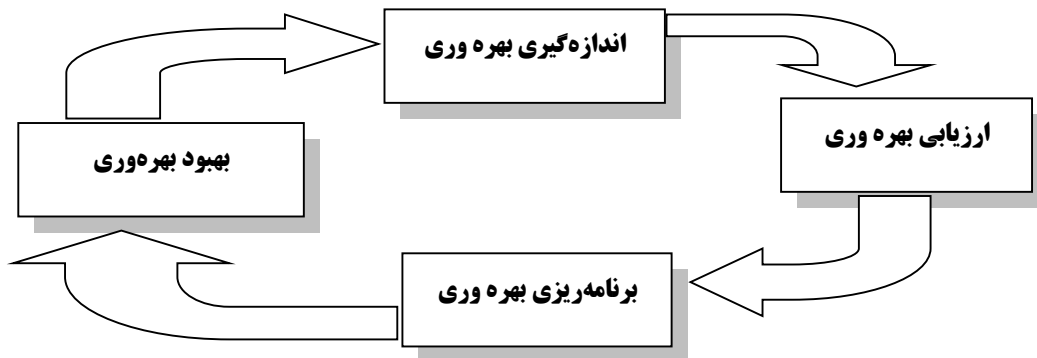 اندازه‌گیری بهره وری
ارزیابی بهره وری
بهبود بهره‌وری
برنامه‌ریزی بهره وری